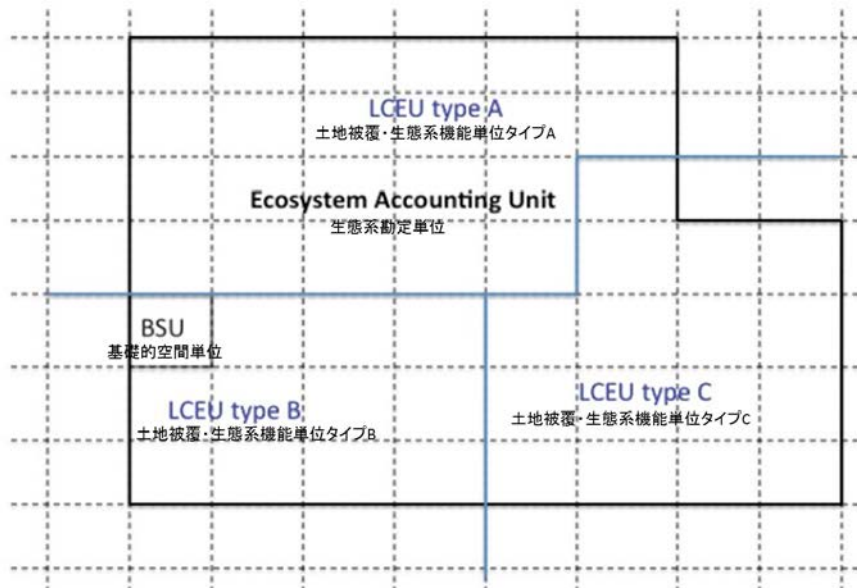 LCEU type A
土地被覆・生態系機能単位タイプA
Ecosystem Accounting Unit
生態系勘定単位
BSU
基礎的空間単位
LCEU type B
土地被覆・生態系機能単位タイプB
LCEU type C
土地被覆・生態系機能単位タイプC